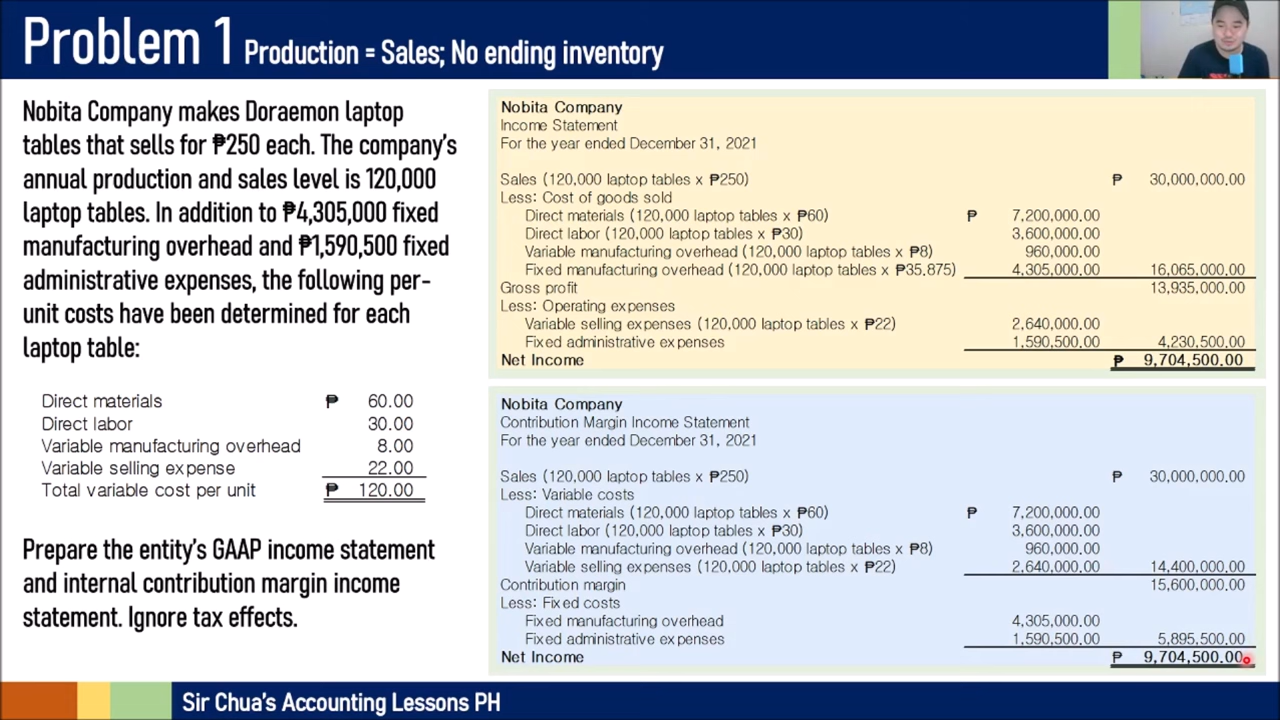 Problem 1 Production = Sales; No ending inventory
Nobita Company makes Doraemon laptop
tables that sells for ₱250 each. The company's
annual production and sales level is 120,000
laptop tables. In addition to ₱4,305,000 fixed
manufacturing overhead and ₱1,590,500 fixed
administrative expenses, the following per-
unit costs have been determined for each
laptop table:
Direct materials ₱ 60.00
Direct labor 30.00
Variable manufacturing overhead 8.00
Variable selling expense 22.00
Total variable cost per unit ₱ 120.00
Prepare the entity's GAAP income statement
and internal contribution margin income
statement. Ignore tax effects.
Nobita Company
Income Statement
For the year ended December 31, 2021
Sales (120,000 laptop tables x ₱250) ₱ 30,000,000.00
Less: Cost of goods sold
Direct materials (120,000 laptop tables x ₱60) ₱ 7,200,000.00
Direct labor (120,000 laptop tables x ₱30) 3,600,000.00
Variable manufacturing overhead (120,000 laptop tables x ₱8) 960,000.00
Fixed manufacturing overhead (120,000 laptop tables x ₱35.875) 4,305,000.00 16,065,000.00
Gross profit 13,935,000.00
Less: Operating expenses
Variable selling expenses (120,000 laptop tables x ₱22) 2,640,000.00
Fixed administrative expenses 1,590,500.00 4,230,500.00
Net Income ₱ 9,704,500.00
Nobita Company
Contribution Margin Income Statement
For the year ended December 31, 2021
Sales (120,000 laptop tables x ₱250) ₱ 30,000,000.00
Less: Variable costs
Direct materials (120,000 laptop tables x ₱60) ₱ 7,200,000.00
Direct labor (120,000 laptop tables x ₱30) 3,600,000.00
Variable manufacturing overhead (120,000 laptop tables x ₱8) 960,000.00
Variable selling expenses (120,000 laptop tables x ₱22) 2,640,000.00 14,400,000.00
Contribution margin 15,600,000.00
Less: Fixed costs
Fixed manufacturing overhead 4,305,000.00
Fixed administrative expenses 1,590,500.00 5,895,500.00
Net Income ₱ 9,704,500.00
Sir Chua's Accounting Lessons PH